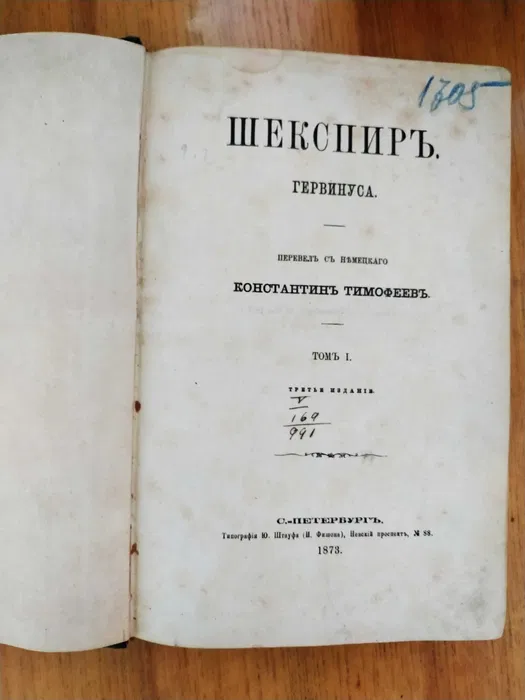 1705
ШЕКСПИРЪ.
ГЕРВИНУСА.
ПЕРЕВЕЛЪ СЪ НѢМЕЦКАГО
КОНСТАНТИНЪ ТИМОФЕЕВЪ.
ТОМЪ I.
ТРЕТЬЕ ИЗДАНІЕ.
V
169
991
С.-ПЕТЕРБУРГЪ.
Типографія Ю. Штауфа (И. Фишона), Невскій проспектъ, № 88.
1873.